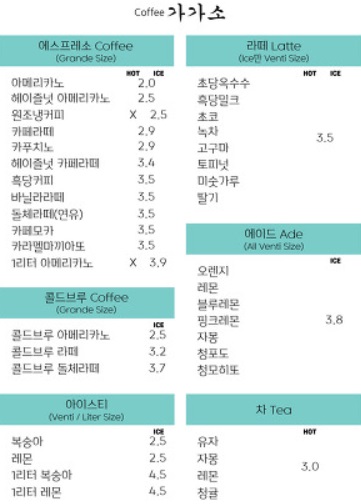 Coffee 가가소
에스프레소 Coffee
(Grande Size)
HOT ICE
아메리카노 2.0
헤이즐넛 아메리카노 2.5
원조냉커피 X 2.5
카페라떼 2.9
카푸치노 2.9
헤이즐넛 카페라떼 3.4
흑당커피 3.5
바닐라라떼 3.5
돌체라떼(연유) 3.5
카페모카 3.5
카라멜마끼아또 3.5
1리터 아메리카노 X 3.9
콜드브루 Coffee
(Grande Size)
ICE
콜드브루 아메리카노 2.5
콜드브루 라떼 3.2
콜드브루 돌체라떼 3.7
아이스티
(Venti / Liter Size)
ICE
복숭아 2.5
레몬 2.5
1리터 복숭아 4.5
1리터 레몬 4.5
라떼 Latte
(Ice만 Venti Size)
HOT ICE
초당옥수수
흑당밀크
초코
녹차
3.5
고구마
토피넛
미숫가루
딸기
에이드 Ade
(All Venti Size)
ICE
오렌지
레몬
블루레몬
핑크레몬 3.8
자몽
청포도
청모히또
차 Tea
HOT
유자
자몽
3.0
레몬
청귤